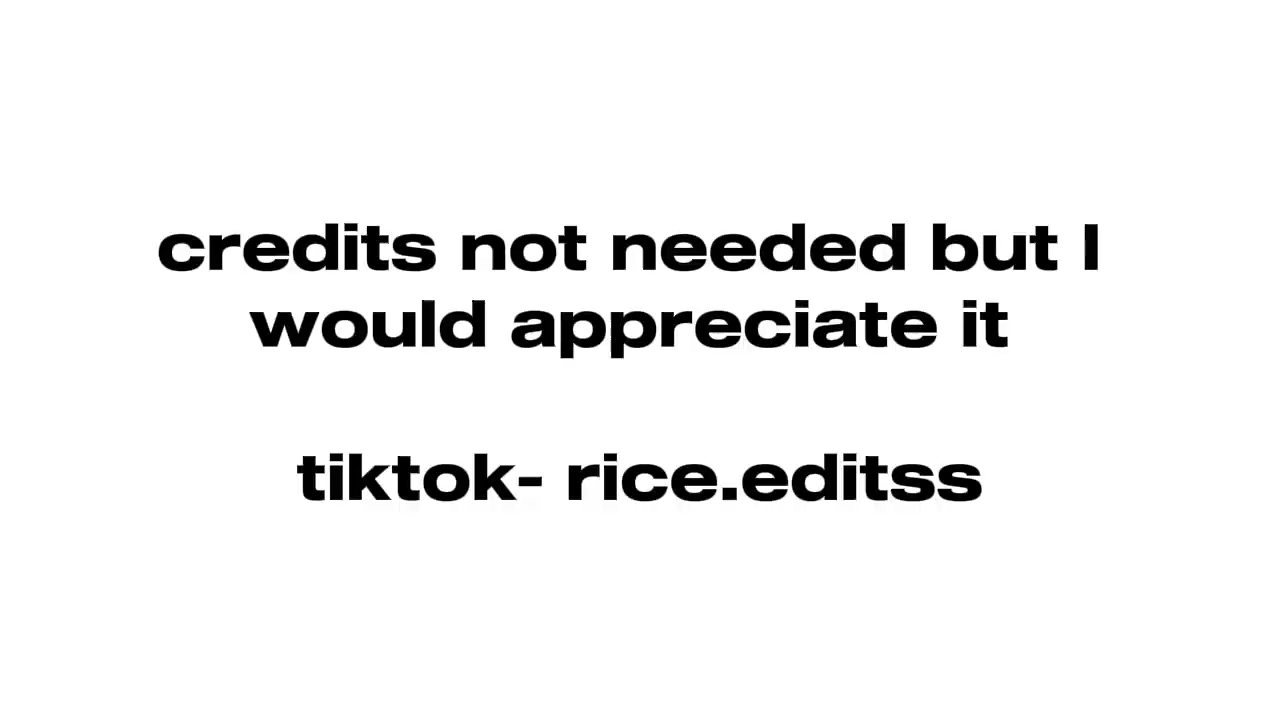 credits not needed but I
would appreciate it
tiktok- rice.editss